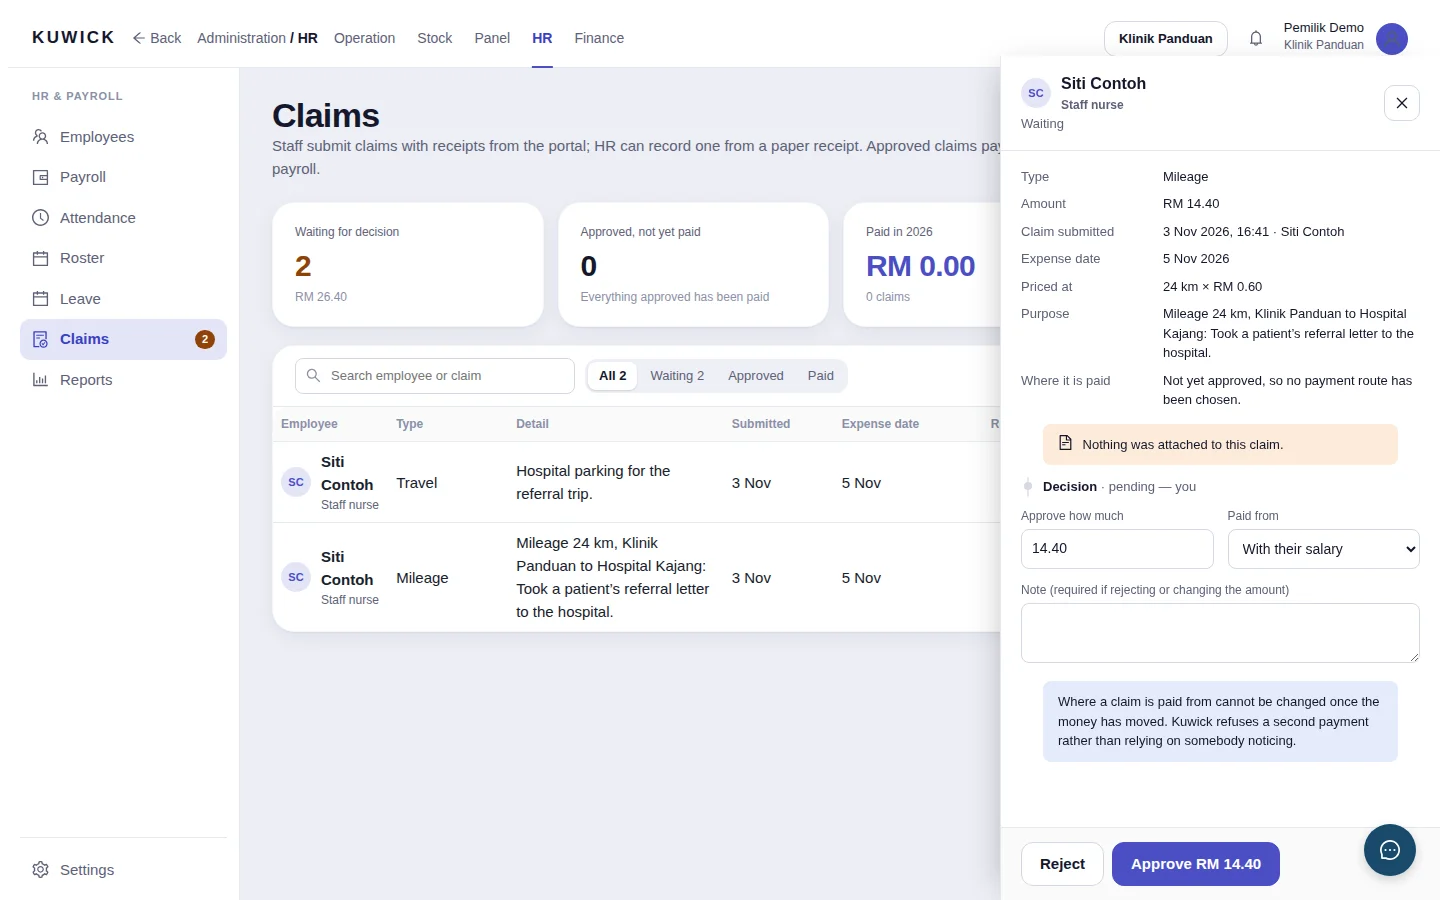 KUWICK
Back
Administration / HR
Operation
Stock
Panel
HR
Finance
Klinik Panduan
Pemilik Demo
Klinik Panduan
HR & PAYROLL
Employees
Payroll
Attendance
Roster
Leave
Claims 2
Reports
Settings
Claims
Staff submit claims with receipts from the portal; HR can record one from a paper receipt. Approved claims
payroll.
Waiting for decision
2
RM 26.40
Approved, not yet paid
0
Everything approved has been paid
Paid in 2026
RM 0.00
0 claims
Search employee or claim
All 2
Waiting 2
Approved
Paid
Employee Type Detail Submitted Expense date
SC
Siti
Contoh
Staff nurse
Travel
Hospital parking for the
referral trip.
3 Nov
5 Nov
SC
Siti
Contoh
Staff nurse
Mileage
Mileage 24 km, Klinik
Panduan to Hospital Kajang:
Took a patient’s referral letter
to the hospital.
3 Nov
5 Nov
SC
Siti Contoh
Staff nurse
Waiting
Type Mileage
Amount RM 14.40
Claim submitted 3 Nov 2026, 16:41 · Siti Contoh
Expense date 5 Nov 2026
Priced at 24 km × RM 0.60
Purpose Mileage 24 km, Klinik Panduan to Hospital
Kajang: Took a patient’s referral letter to the
hospital.
Where it is paid Not yet approved, so no payment route has
been chosen.
Nothing was attached to this claim.
Decision · pending — you
Approve how much
14.40
Paid from
With their salary
Note (required if rejecting or changing the amount)
Where a claim is paid from cannot be changed once the
money has moved. Kuwick refuses a second payment
rather than relying on somebody noticing.
Reject
Approve RM 14.40